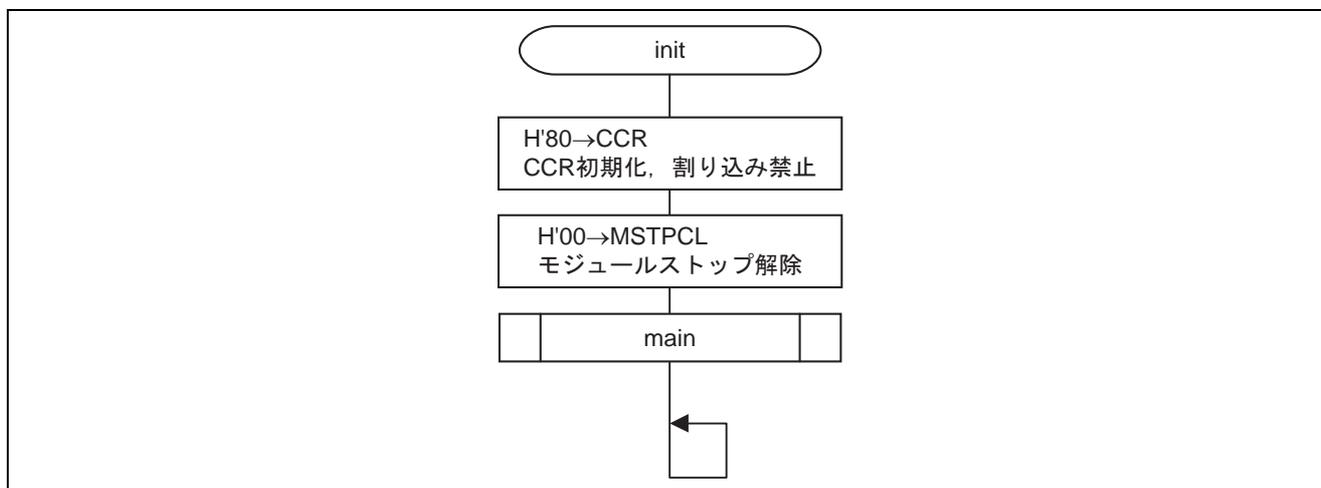 init
H'80→CCR
CCR初期化，割り込み禁止
H'00→MSTPCL
モジュールストップ解除
main